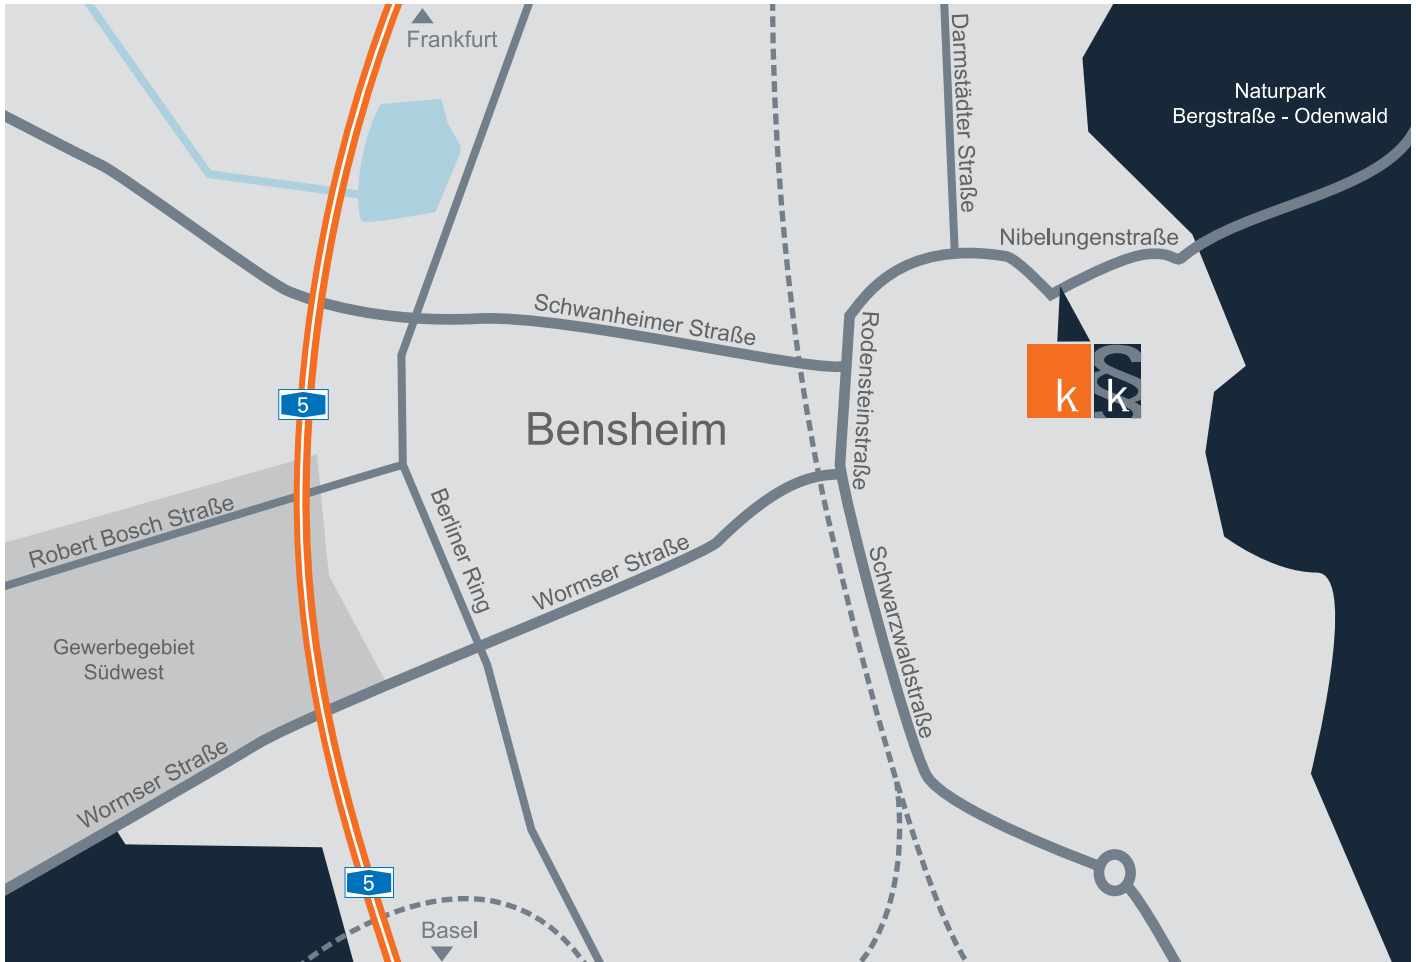 Frankfurt
Darmstädter Straße
Naturpark
Bergstraße - Odenwald
Nibelungenstraße
Schwanheimer Straße
Rodensteinstraße
5
k
§
k
Bensheim
Robert Bosch Straße
Berliner Ring
Wormser Straße
Schwarzwaldstraße
Gewerbegebiet
Südwest
Wormser Straße
5
Basel